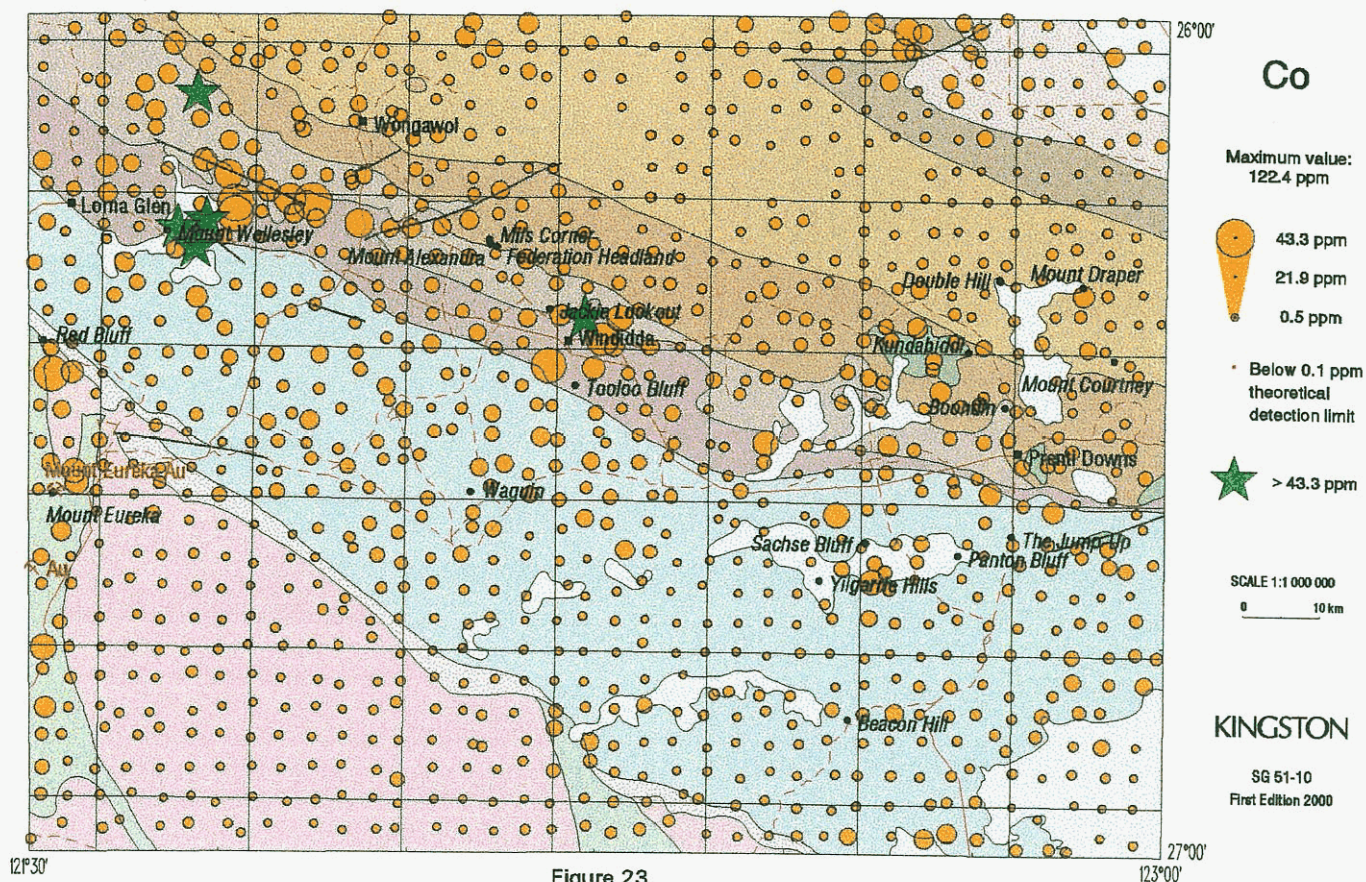 26°00'
Co
Maximum value:
122.4 ppm
43.3 ppm
21.9 ppm
0.5 ppm
Below 0.1 ppm
theoretical
detection limit
> 43.3 ppm
SCALE 1:1 000 000
0 10 km
KINGSTON
SG 51-10
First Edition 2000
Wongawol
Lorna Glen
Mount Wellesley
Mount Alexandra
Mils Corner
Federation Headland
Double Hill
Mount Draper
Jackie Lookout
Windidda
Red Bluff
Kundabiddi
Mount Courtney
Tooloo Bluff
Boondin
Prenti Downs
Mount Eureka Au
Waguin
Mount Eureka
Au
Sachse Bluff
The Jump-Up
Panton Bluff
Yilgarite Hills
Beacon Hill
121°30'
Figure 23
27°00'
123°00'